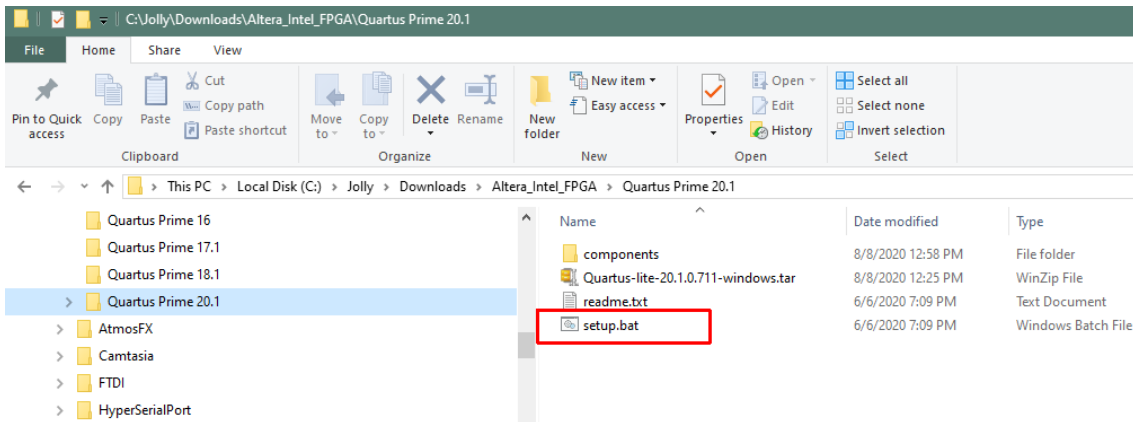 C:\Jolly\Downloads\Altera_Intel_FPGA\Quartus Prime 20.1
File Home Share View
Pin to Quick access
Copy
Paste
Cut
Copy path
Paste shortcut
Clipboard
Move to
Copy to
Delete
Rename
Organize
New folder
New item
Easy access
New
Properties
Open
Edit
History
Open
Select all
Select none
Invert selection
Select
This PC > Local Disk (C:) > Jolly > Downloads > Altera_Intel_FPGA > Quartus Prime 20.1
Quartus Prime 16
Quartus Prime 17.1
Quartus Prime 18.1
Quartus Prime 20.1
AtmosFX
Camtasia
FTDI
HyperSerialPort
Name Date modified Type
components 8/8/2020 12:58 PM File folder
Quartus-lite-20.1.0.711-windows.tar 8/8/2020 12:25 PM WinZip File
readme.txt 6/6/2020 7:09 PM Text Document
setup.bat 6/6/2020 7:09 PM Windows Batch File